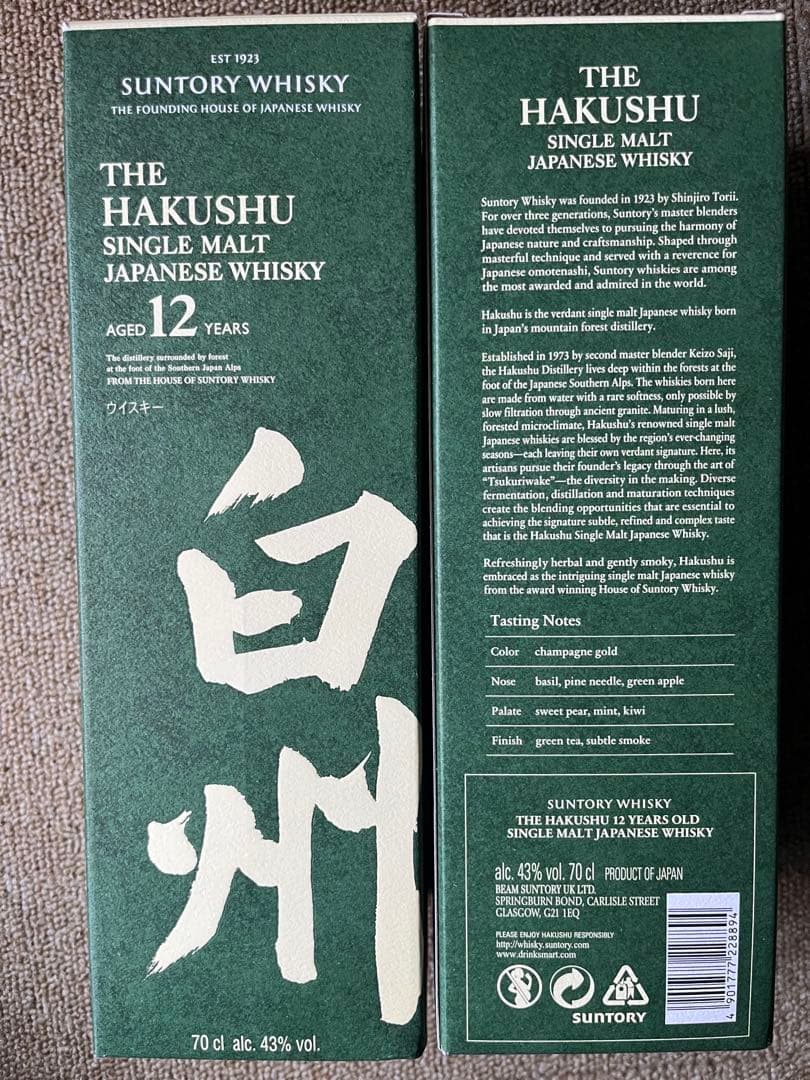 EST 1923
SUNTORY WHISKY
THE FOUNDING HOUSE OF JAPANESE WHISKY
THE
HAKUSHU
SINGLE MALT
JAPANESE WHISKY
AGED 12 YEARS
The distillery surrounded by forest
at the foot of the Southern Japan Alps
FROM THE HOUSE OF SUNTORY WHISKY
ウイスキー
白
州
70 cl alc. 43% vol.
THE
HAKUSHU
SINGLE MALT
JAPANESE WHISKY
Suntory Whisky was founded in 1923 by Shinjiro Torii.
For over three generations, Suntory's master blenders
have devoted themselves to pursuing the harmony of
Japanese nature and craftsmanship. Shaped through
masterful technique and served with a reverence for
Japanese omotenashi, Suntory whiskies are among
the most awarded and admired in the world.
Hakushu is the verdant single malt Japanese whisky born
in Japan's mountain forest distillery.
Established in 1973 by second master blender Keizo Saji,
the Hakushu Distillery lives deep within the forests at the
foot of the Japanese Southern Alps. The whiskies born here
are made from water with a rare softness, only possible by
slow filtration through ancient granite. Maturing in a lush,
forested microclimate, Hakushu's renowned single malt
Japanese whiskies are blessed by the region's ever-changing
seasons—each leaving their own verdant signature. Here, its
artisans pursue their founder's legacy through the art of
"Tsukuriwake"—the diversity in the making. Diverse
fermentation, distillation and maturation techniques
create the blending opportunities that are essential to
achieving the signature subtle, refined and complex taste
that is the Hakushu Single Malt Japanese Whisky.
Refreshingly herbal and gently smoky, Hakushu is
embraced as the intriguing single malt Japanese whisky
from the award winning House of Suntory Whisky.
Tasting Notes
Color champagne gold
Nose basil, pine needle, green apple
Palate sweet pear, mint, kiwi
Finish green tea, subtle smoke
SUNTORY WHISKY
THE HAKUSHU 12 YEARS OLD
SINGLE MALT JAPANESE WHISKY
alc. 43% vol. 70 cl PRODUCT OF JAPAN
BEAM SUNTORY UK LTD.
SPRINGBURN BOND, CARLISLE STREET
GLASGOW, G21 1EQ
PLEASE ENJOY HAKUSHU RESPONSIBLY
http://whisky.suntory.com
www.drinksmart.com
SUNTORY
4 901777 228894